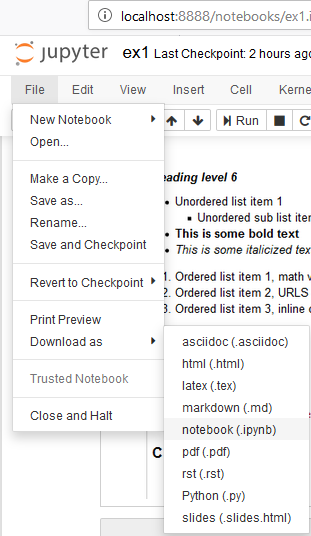 localhost:8888/notebooks/ex1.i
jupyter ex1 Last Checkpoint: 2 hours ago
File Edit View Insert Cell Kerne
Run
New Notebook
Open...
Make a Copy...
Save as...
Rename...
Save and Checkpoint
Revert to Checkpoint
Print Preview
Download as
Trusted Notebook
Close and Halt
eading level 6
Unordered list item 1
Unordered sub list iter
This is some bold text
This is some italicized text
1. Ordered list item 1, math v
2. Ordered list item 2, URLS
3. Ordered list item 3, inline c
asciidoc (.asciidoc)
html (.html)
latex (.tex)
markdown (.md)
notebook (.ipynb)
pdf (.pdf)
rst (.rst)
Python (.py)
slides (.slides.html)
C